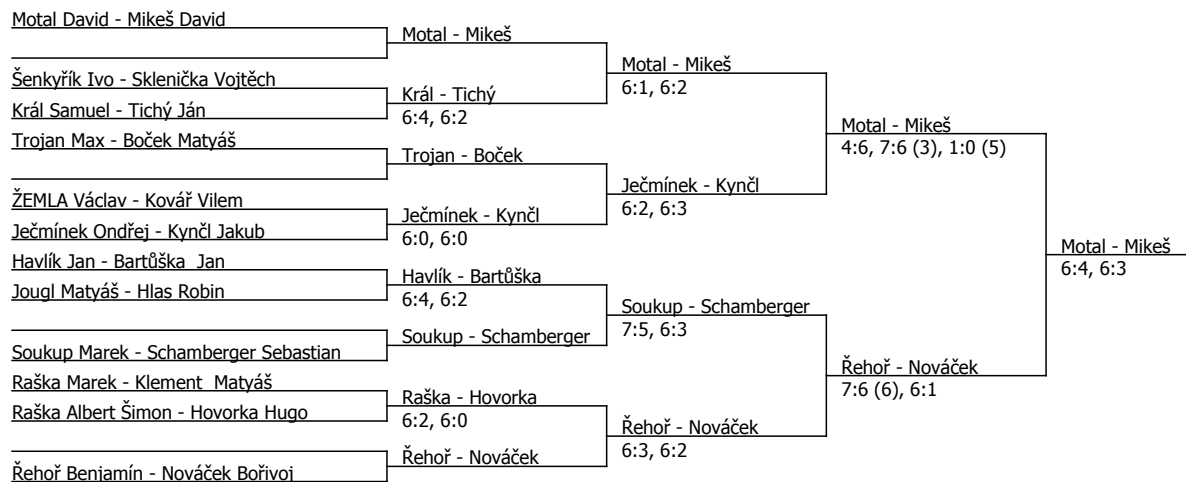 Motal David - Mikeš David
Šenkyřík Ivo - Sklenička Vojtěch
Král Samuel - Tichý Ján
Trojan Max - Boček Matyáš
ŽEMLA Václav - Kovář Vilem
Ječmínek Ondřej - Kynčl Jakub
Havlík Jan - Bartůška  Jan
Jougl Matyáš - Hlas Robin
Soukup Marek - Schamberger Sebastian
Raška Marek - Klement  Matyáš
Raška Albert Šimon - Hovorka Hugo
Řehoř Benjamín - Nováček Bořivoj
Motal - Mikeš
Král - Tichý
6:4, 6:2
Trojan - Boček
Ječmínek - Kynčl
6:0, 6:0
Havlík - Bartůška
6:4, 6:2
Soukup - Schamberger
Raška - Hovorka
6:2, 6:0
Řehoř - Nováček
Motal - Mikeš
6:1, 6:2
Ječmínek - Kynčl
6:2, 6:3
Soukup - Schamberger
7:5, 6:3
Řehoř - Nováček
6:3, 6:2
Motal - Mikeš
4:6, 7:6 (3), 1:0 (5)
Řehoř - Nováček
7:6 (6), 6:1
Motal - Mikeš
6:4, 6:3